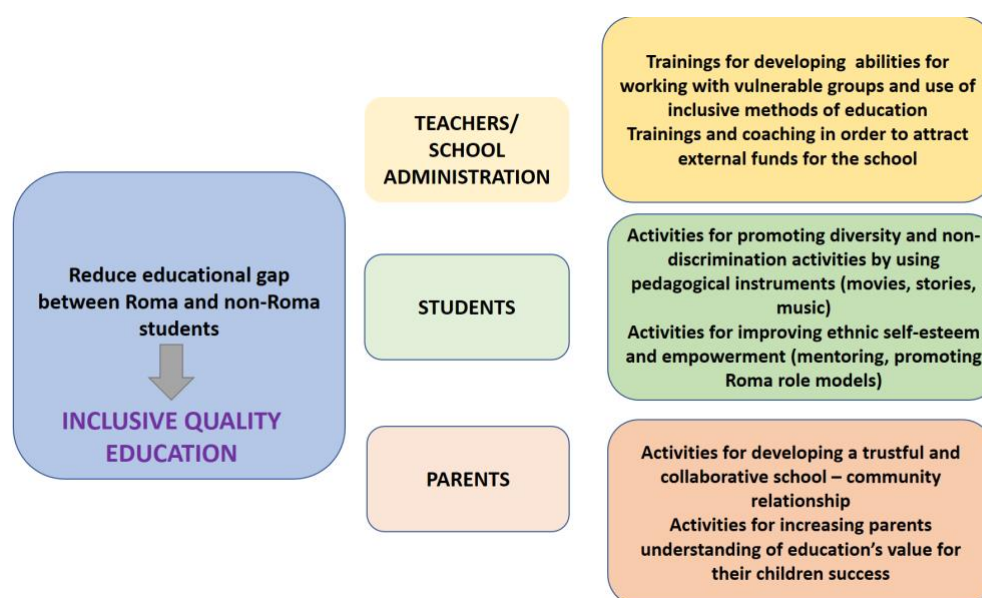 Reduce educational gap
between Roma and non-Roma
students
INCLUSIVE QUALITY
EDUCATION
TEACHERS/
SCHOOL
ADMINISTRATION
Trainings for developing abilities for
working with vulnerable groups and use of
inclusive methods of education
Trainings and coaching in order to attract
external funds for the school
STUDENTS
Activities for promoting diversity and non-
discrimination activities by using
pedagogical instruments (movies, stories,
music)
Activities for improving ethnic self-esteem
and empowerment (mentoring, promoting
Roma role models)
PARENTS
Activities for developing a trustful and
collaborative school – community
relationship
Activities for increasing parents
understanding of education’s value for
their children success